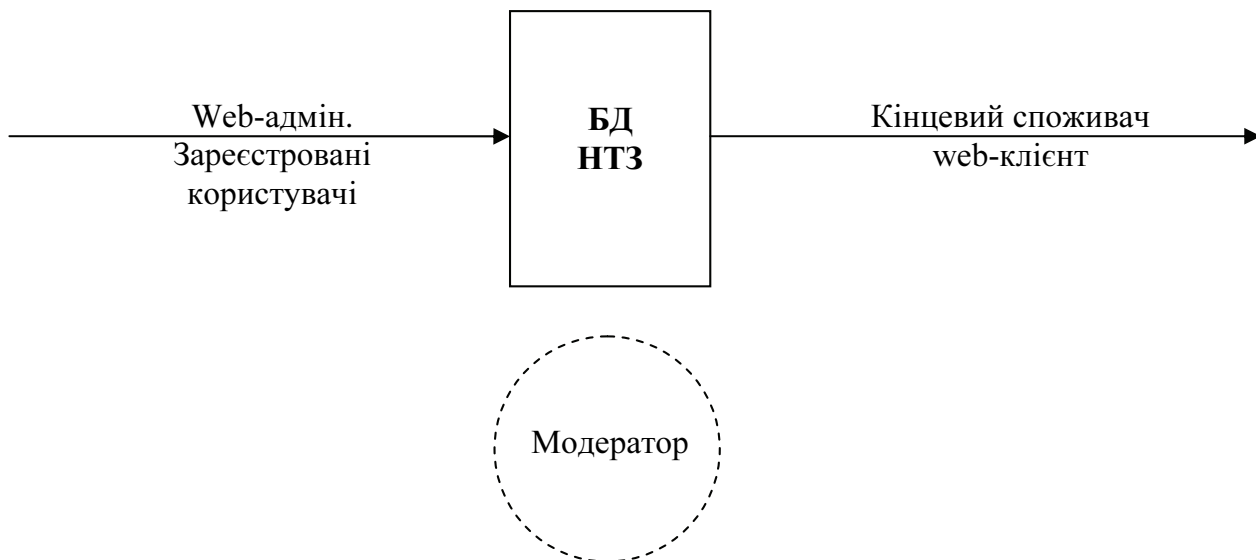 Web-адмін.
Зареєстровані
користувачі
БД
НТЗ
Кінцевий споживач
web-клієнт
Модератор